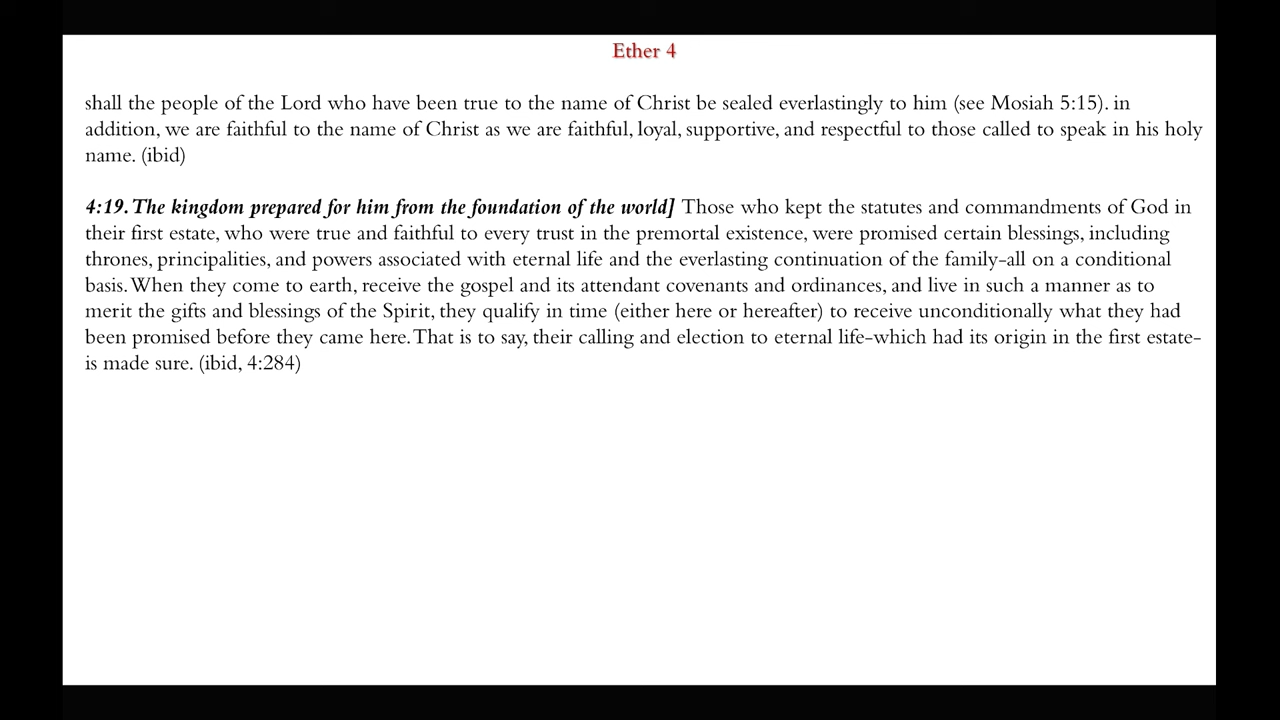 Ether 4
shall the people of the Lord who have been true to the name of Christ be sealed everlastingly to him (see Mosiah 5:15). in
addition, we are faithful to the name of Christ as we are faithful, loyal, supportive, and respectful to those called to speak in his holy
name. (ibid)
4:19. The kingdom prepared for him from the foundation of the world] Those who kept the statutes and commandments of God in
their first estate, who were true and faithful to every trust in the premortal existence, were promised certain blessings, including
thrones, principalities, and powers associated with eternal life and the everlasting continuation of the family-all on a conditional
basis. When they come to earth, receive the gospel and its attendant covenants and ordinances, and live in such a manner as to
merit the gifts and blessings of the Spirit, they qualify in time (either here or hereafter) to receive unconditionally what they had
been promised before they came here. That is to say, their calling and election to eternal life-which had its origin in the first estate-
is made sure. (ibid, 4:284)